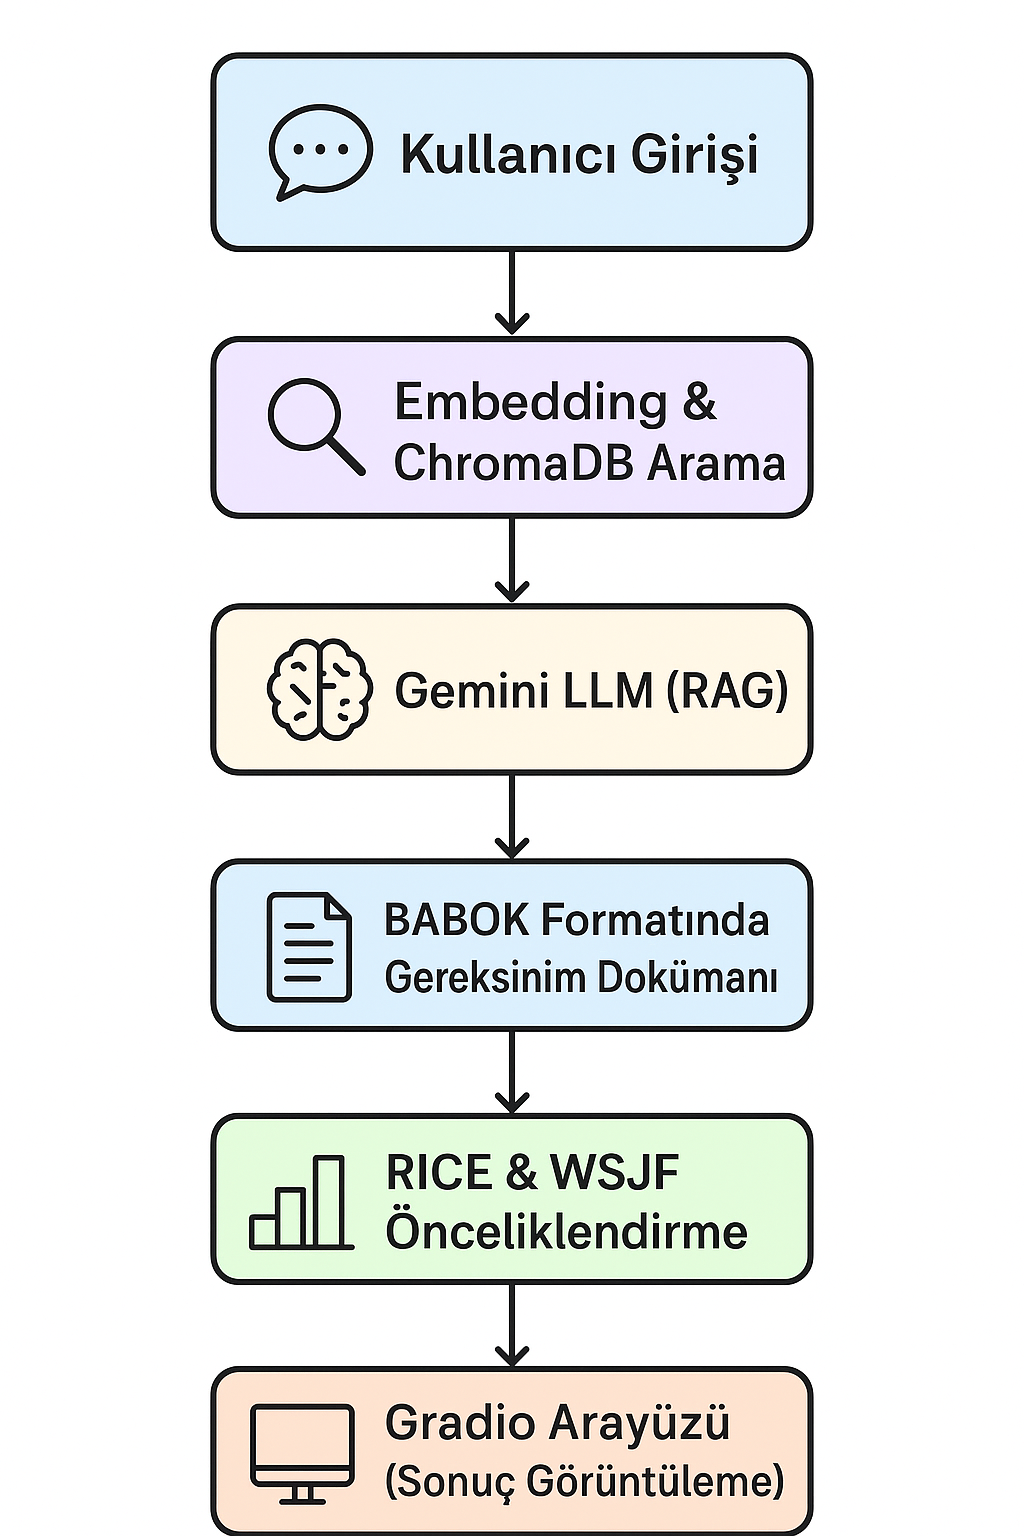 Kullanıcı Girişi
Embedding &
ChromaDB Arama
Gemini LLM (RAG)
BABOK Formatında
Gereksinim Dokümanı
RICE & WSJF
Önceliklendirme
Gradio Arayüzü
(Sonuç Görüntüleme)